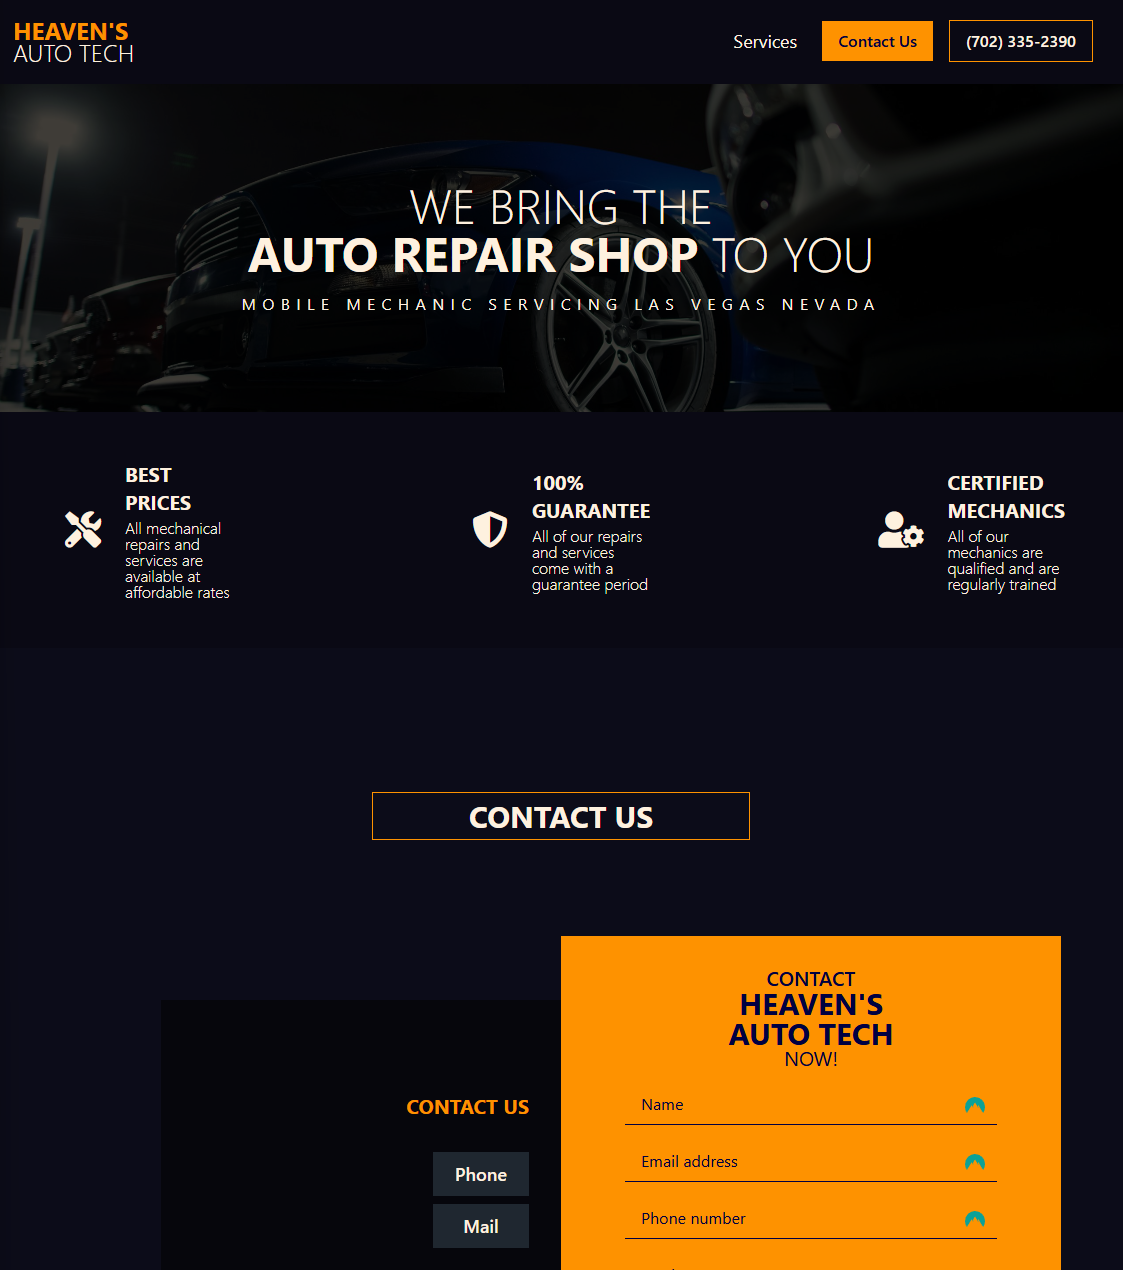 HEAVEN'S
AUTO TECH
Services
Contact Us
(702) 335-2390
WE BRING THE
AUTO REPAIR SHOP TO YOU
MOBILE MECHANIC SERVICING LAS VEGAS NEVADA
BEST
PRICES
All mechanical
repairs and
services are
available at
affordable rates
100%
GUARANTEE
All of our repairs
and services
come with a
guarantee period
CERTIFIED
MECHANICS
All of our
mechanics are
qualified and are
regularly trained
CONTACT US
CONTACT US
Phone
Mail
CONTACT
HEAVEN'S
AUTO TECH
NOW!
Name
Email address
Phone number